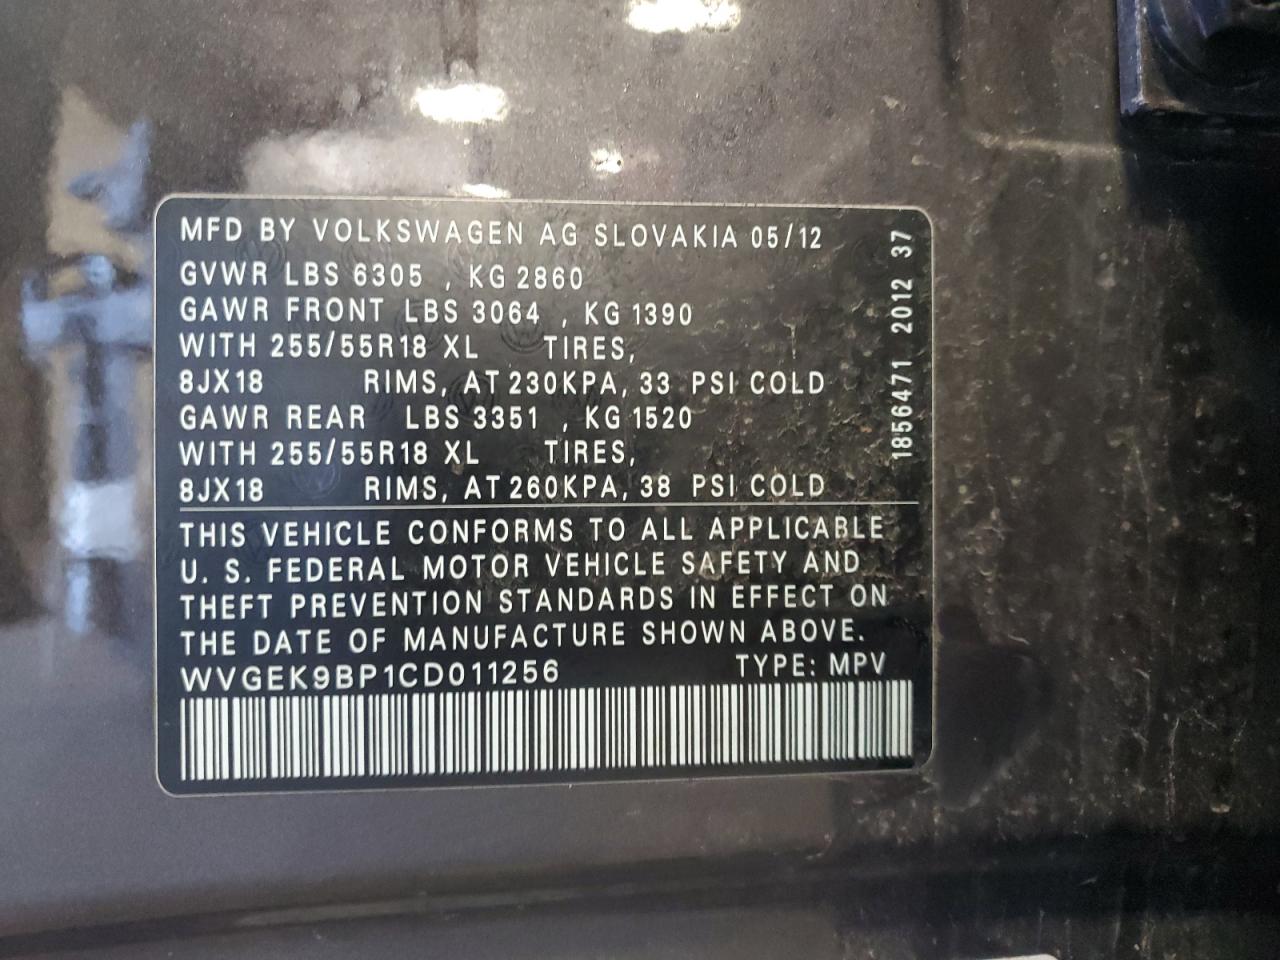 MFD BY VOLKSWAGEN AG SLOVAKIA 05/12
GVWR LBS 6305 , KG 2860
GAWR FRONT LBS 3064 , KG 1390
WITH 255/55R18 XL TIRES,
8JX18 RIMS, AT 230KPA, 33 PSI COLD
GAWR REAR LBS 3351 , KG 1520
WITH 255/55R18 XL TIRES,
8JX18 RIMS, AT 260KPA, 38 PSI COLD
THIS VEHICLE CONFORMS TO ALL APPLICABLE
U. S. FEDERAL MOTOR VEHICLE SAFETY AND
THEFT PREVENTION STANDARDS IN EFFECT ON
THE DATE OF MANUFACTURE SHOWN ABOVE.
WVGEK9BP1CD011256 TYPE: MPV
1856471 2012 37